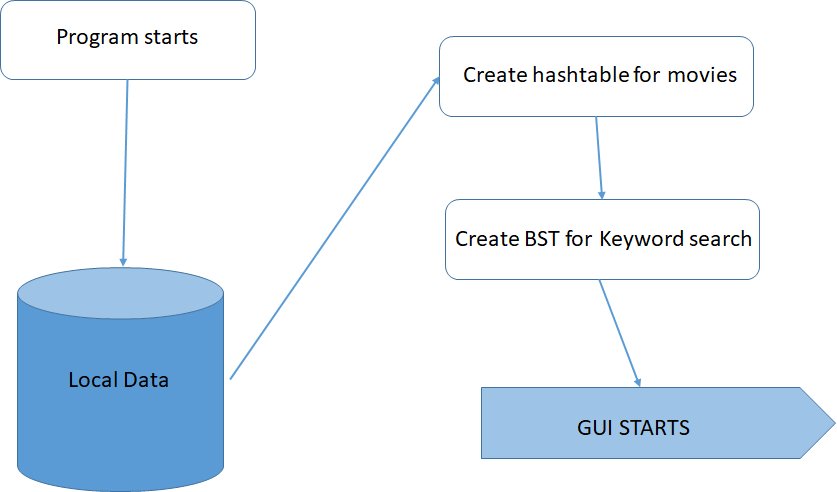 Program starts
Local Data
Create hashtable for movies
Create BST for Keyword search
GUI STARTS